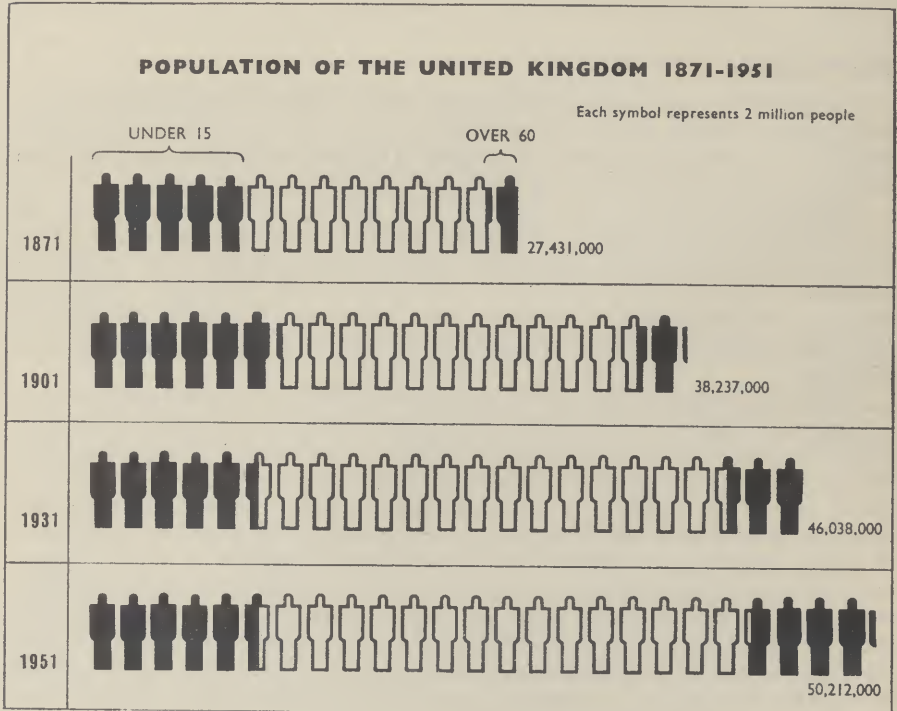 POPULATION OF THE UNITED KINGDOM 1871-1951
Each symbol represents 2 million people
UNDER 15
OVER 60
1871
27,431,000
1901
38,237,000
1931
46,038,000
1951
50,212,000